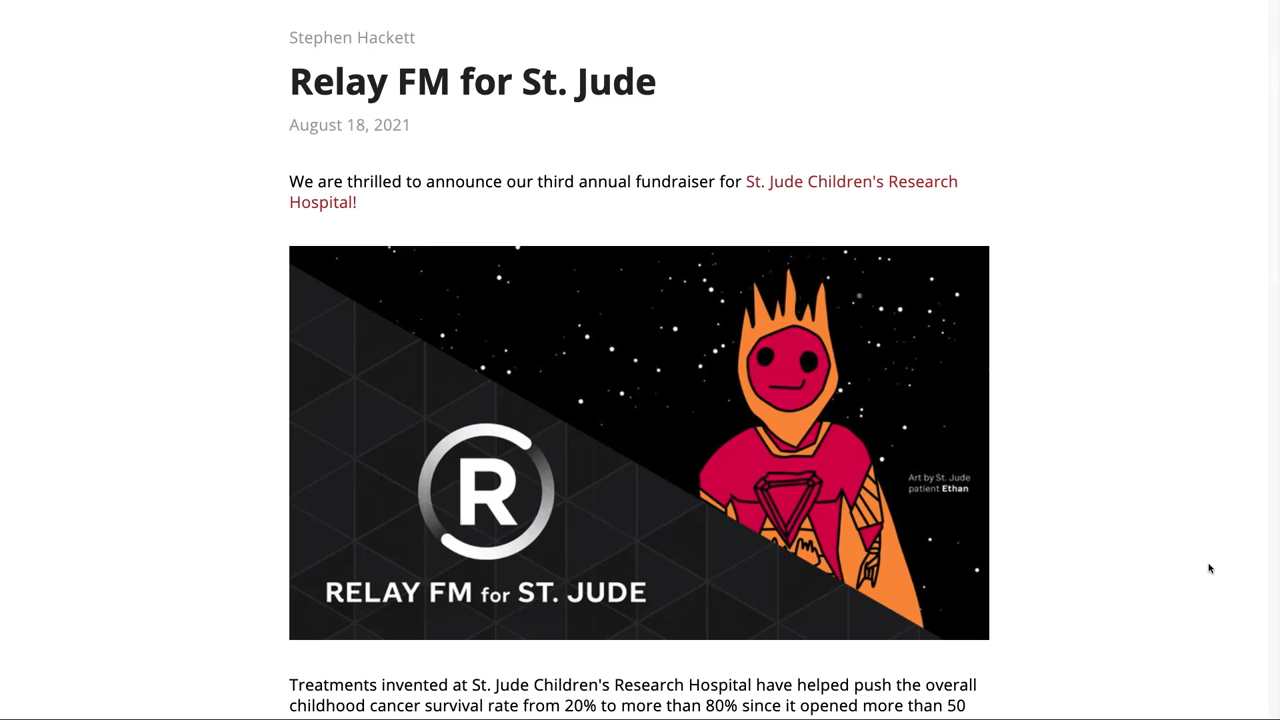 Stephen Hackett
Relay FM for St. Jude
August 18, 2021
We are thrilled to announce our third annual fundraiser for St. Jude Children's Research
Hospital!
Art by St. Jude
patient Ethan
R
RELAY FM for ST. JUDE
Treatments invented at St. Jude Children's Research Hospital have helped push the overall
childhood cancer survival rate from 20% to more than 80% since it opened more than 50